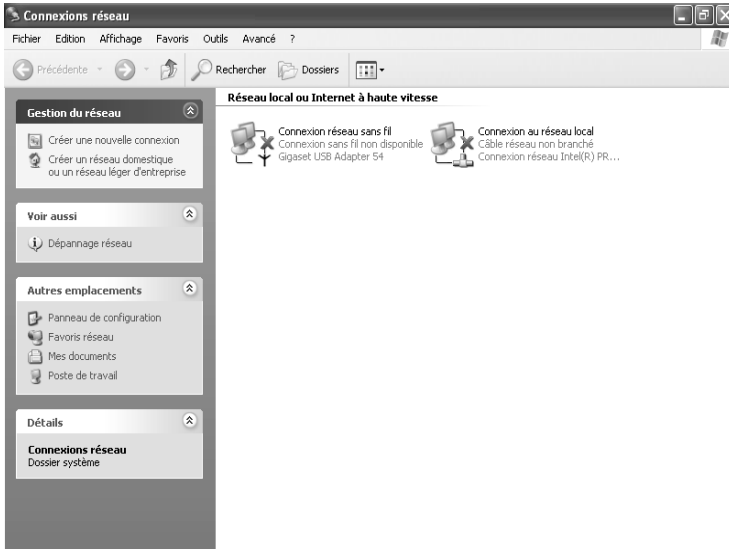 Connexions réseau
Fichier Edition Affichage Favoris Outils Avancé ?
Précédente Rechercher Dossiers
Gestion du réseau
Créer une nouvelle connexion
Créer un réseau domestique
ou un réseau léger d'entreprise
Voir aussi
Dépannage réseau
Autres emplacements
Panneau de configuration
Favoris réseau
Mes documents
Poste de travail
Détails
Connexions réseau
Dossier système
Réseau local ou Internet à haute vitesse
Connexion réseau sans fil
Connexion sans fil non disponible
Gigaset USB Adapter 54
Connexion au réseau local
Câble réseau non branché
Connexion réseau Intel(R) PR...